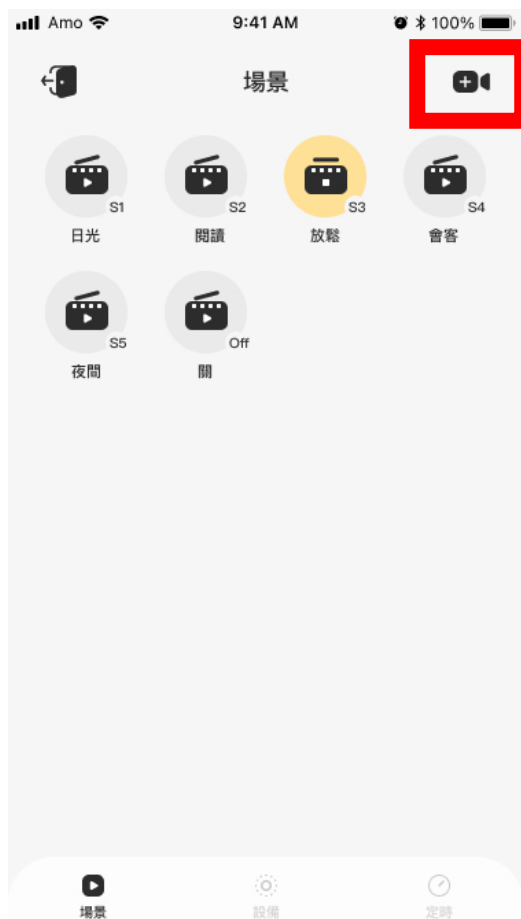 Amo 9:41 AM 100%
場景
S1 S2 S3 S4
日光 閱讀 放鬆 會客
S5 Off
夜間 關
場景 設備 定時